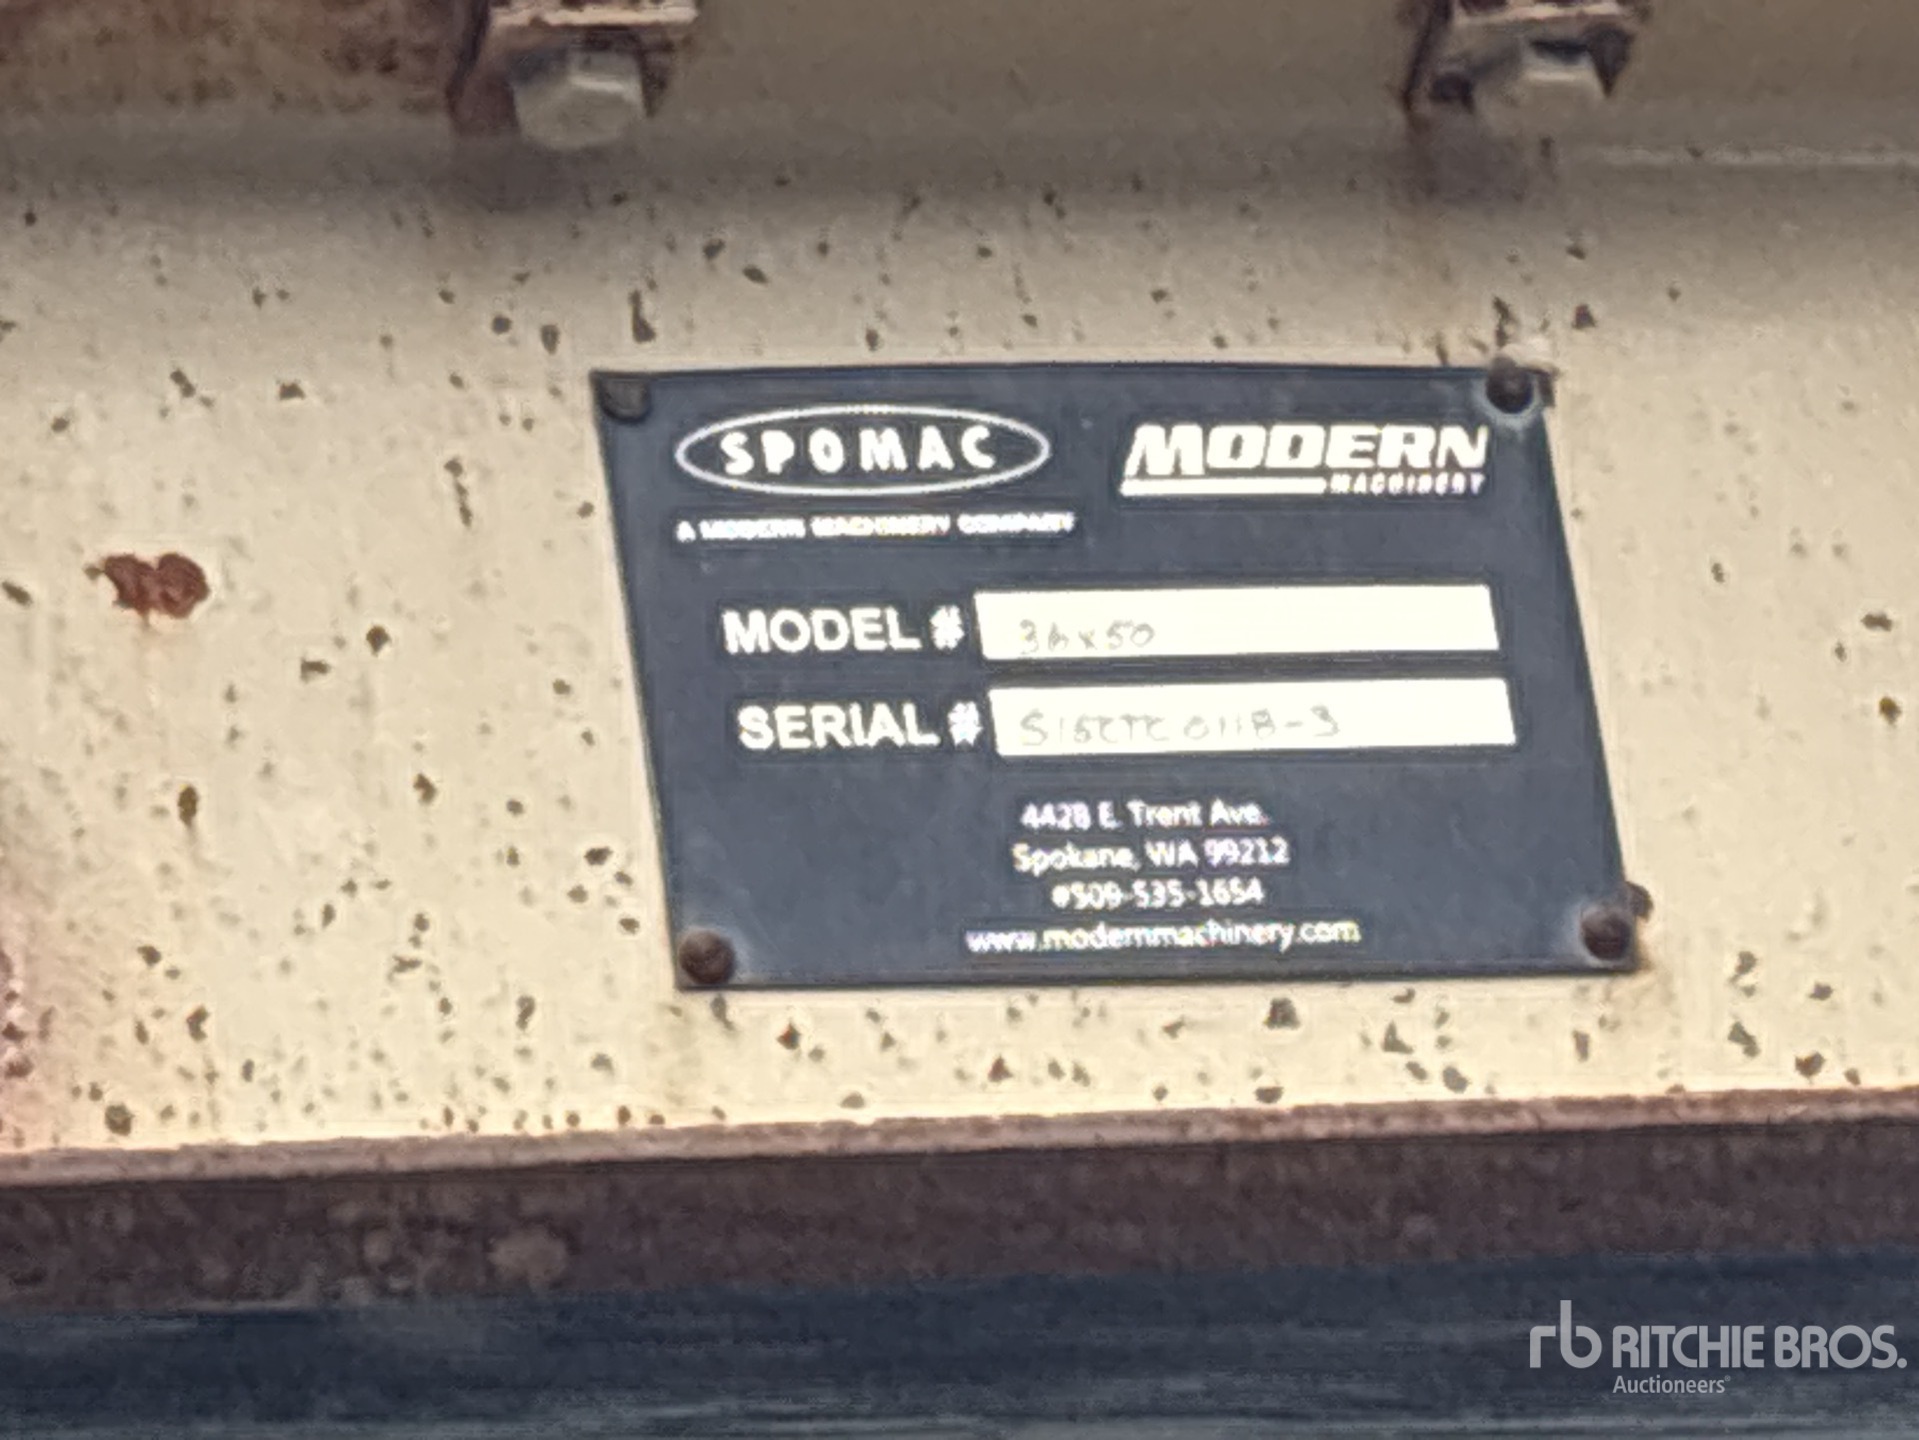 SPOMAC
MODERN
MACHINERY
A MODERN MACHINERY COMPANY
MODEL # 36x50
SERIAL #
4428 E. Trent Ave.
Spokane, WA 99212
#509-535-1654
www.modernmachinery.com
rb RITCHIE BROS.
Auctioneers®